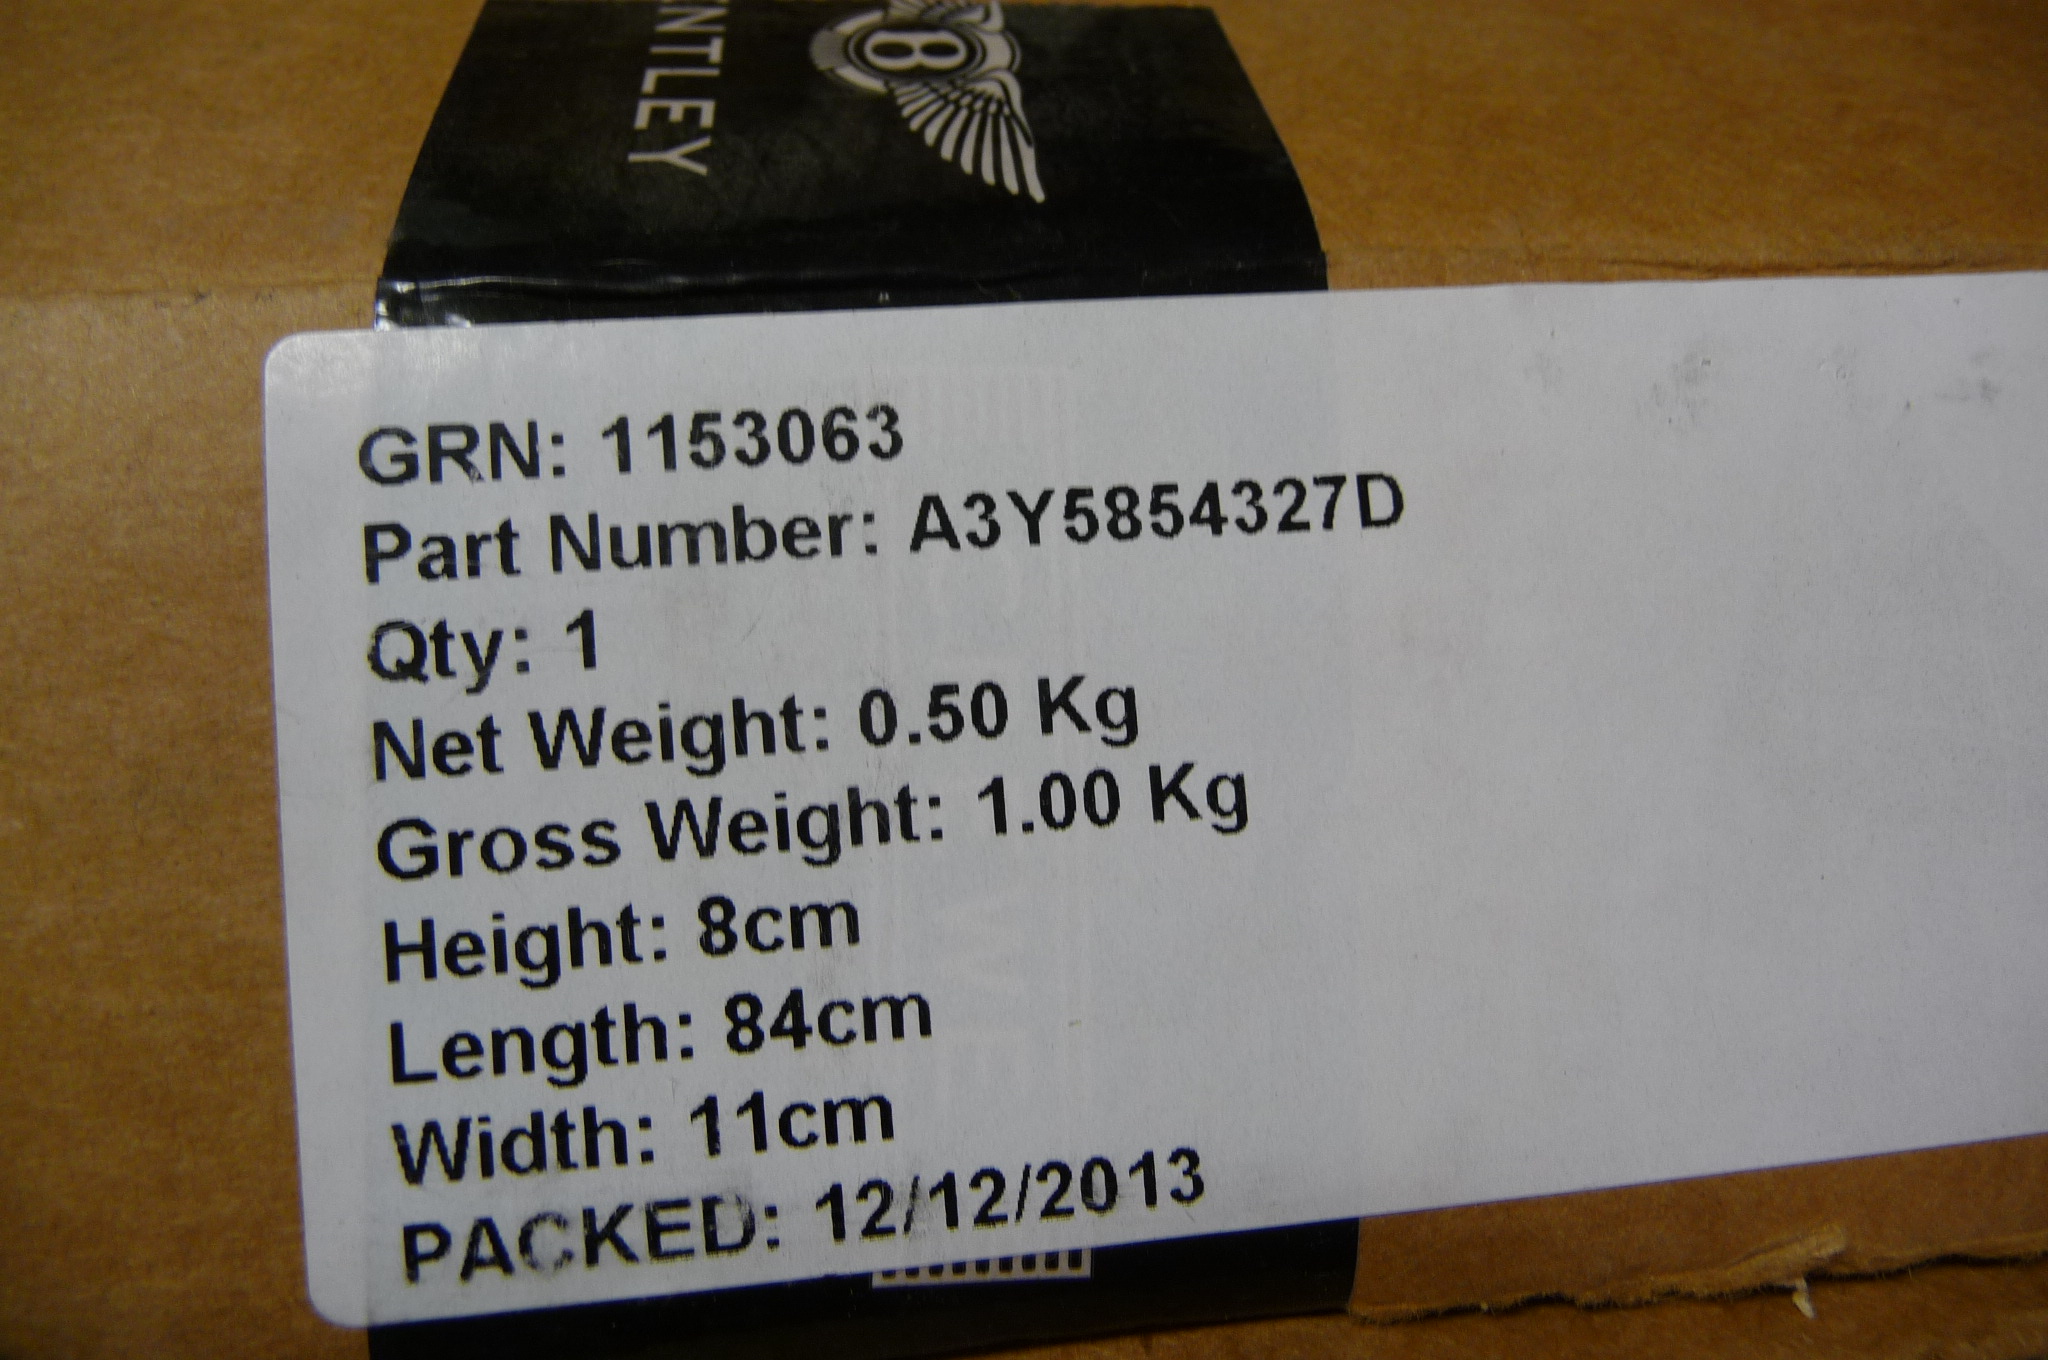 NTLEY
B
GRN: 1153063
Part Number: A3Y5854327D
Qty: 1
Net Weight: 0.50 Kg
Gross Weight: 1.00 Kg
Height: 8cm
Length: 84cm
Width: 11cm
PACKED: 12/12/2013